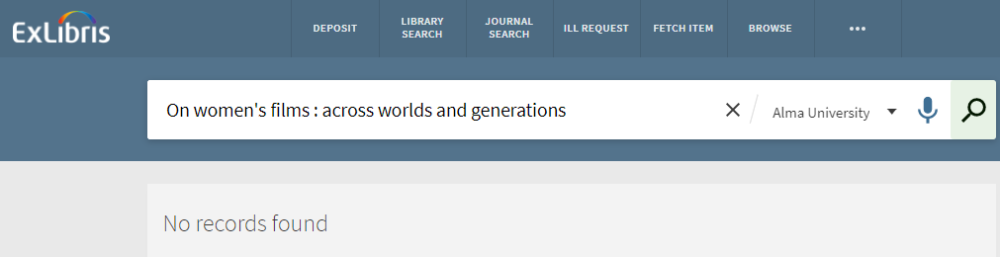 ExLibris
DEPOSIT
LIBRARY
SEARCH
JOURNAL
SEARCH
ILL REQUEST
FETCH ITEM
BROWSE
On women's films : across worlds and generations
Alma University
No records found